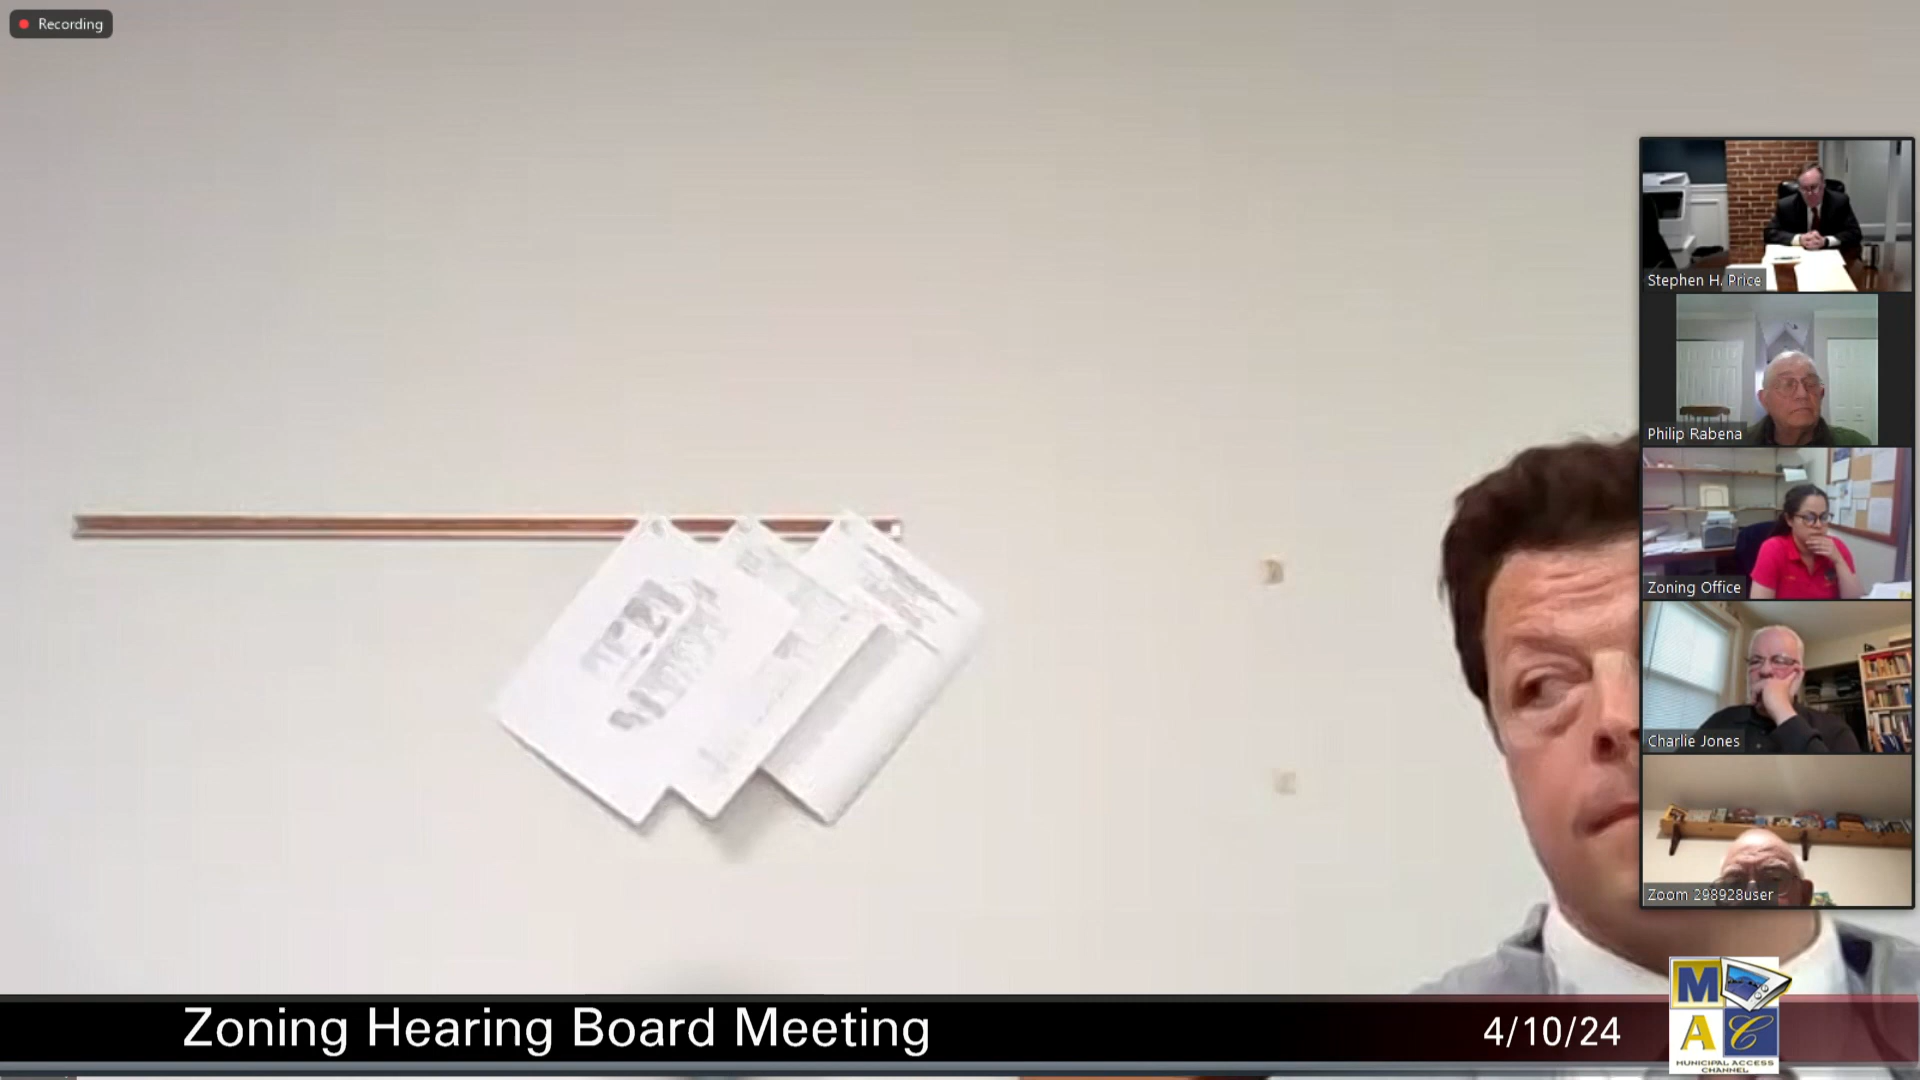 Recording
Stephen H. Price
Philip Rabena
Zoning Office
Charlie Jones
Zoom 298928user
Zoning Hearing Board Meeting
4/10/24
M
A C
MUNICIPAL ACCESS
CHANNEL